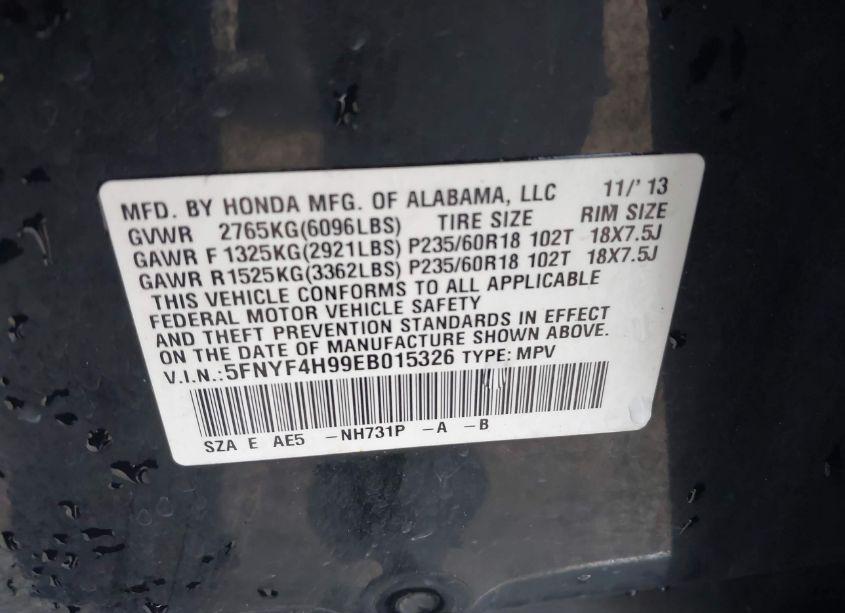 MFD. BY HONDA MFG. OF ALABAMA, LLC 11/' 13
GVWR 2765KG(6096LBS) TIRE SIZE RIM SIZE
GAWR F 1325KG(2921LBS) P235/60R18 102T 18X7.5J
GAWR R1525KG(3362LBS) P235/60R18 102T 18X7.5J
THIS VEHICLE CONFORMS TO ALL APPLICABLE
FEDERAL MOTOR VEHICLE SAFETY
AND THEFT PREVENTION STANDARDS IN EFFECT
ON THE DATE OF MANUFACTURE SHOWN ABOVE.
V.I.N.:5FNYF4H99EB015326 TYPE: MPV
SZA E AE5 -NH731P -A -B